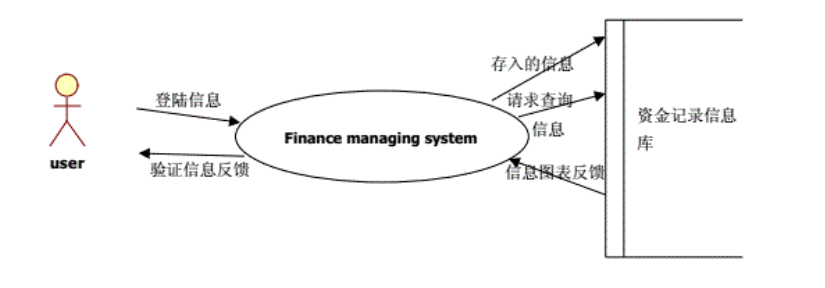 存入的信息
登陆信息
请求查询
信息
资金记录信息
库
Finance managing system
user
验证信息反馈
信息图表反馈